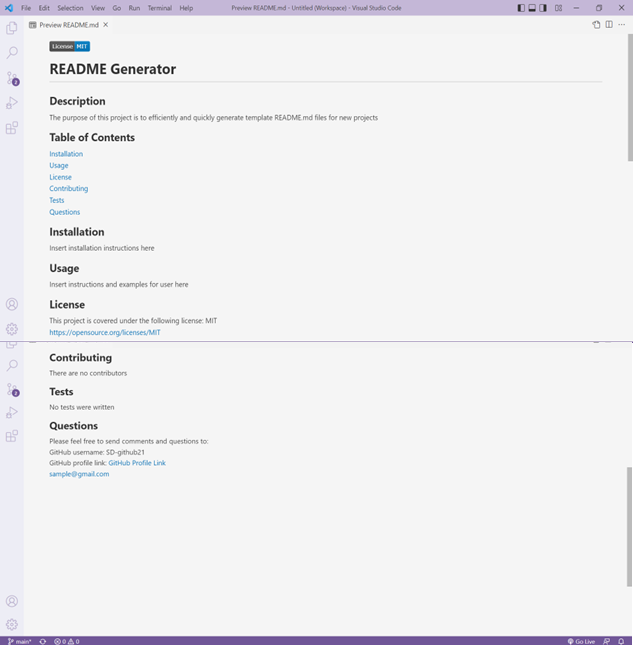 File Edit Selection View Go Run Terminal Help Preview README.md - Untitled (Workspace) - Visual Studio Code
Preview README.md
License MIT
README Generator
Description
The purpose of this project is to efficiently and quickly generate template README.md files for new projects
Table of Contents
Installation
Usage
License
Contributing
Tests
Questions
Installation
Insert installation instructions here
Usage
Insert instructions and examples for user here
License
This project is covered under the following license: MIT
https://opensource.org/licenses/MIT
Contributing
There are no contributors
Tests
No tests were written
Questions
Please feel free to send comments and questions to:
GitHub username: SD-github21
GitHub profile link: GitHub Profile Link
sample@gmail.com
main* 0 0 Go Live